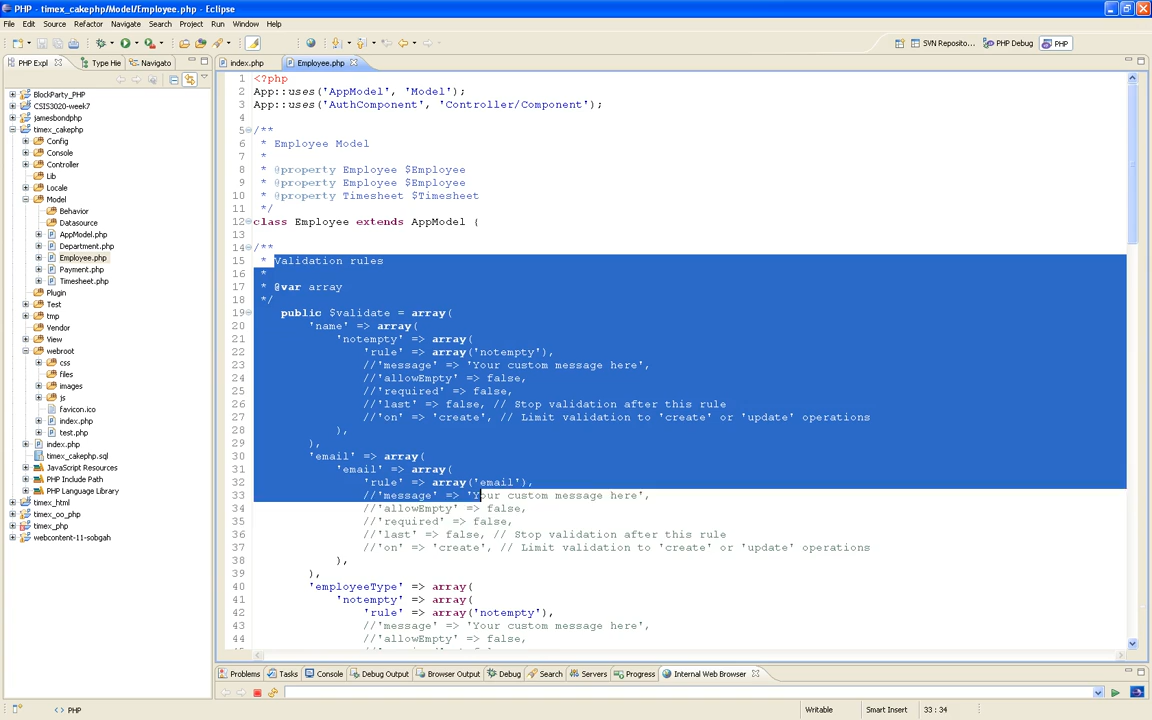 PHP - timex_cakephp/Model/Employee.php - Eclipse
File Edit Source Refactor Navigate Search Project Run Window Help
SVN Reposito... PHP Debug PHP
PHP Expl Type Hie Navigato
index.php Employee.php
BlockParty_PHP
CSIS3020-week7
jamesbondphp
timex_cakephp
Config
Console
Controller
Lib
Locale
Model
Behavior
Datasource
AppModel.php
Department.php
Employee.php
Payment.php
Timesheet.php
Plugin
Test
tmp
Vendor
View
webroot
css
files
images
js
favicon.ico
index.php
test.php
index.php
timex_cakephp.sql
JavaScript Resources
PHP Include Path
PHP Language Library
timex_html
timex_oo_php
timex_php
webcontent-11-sobgah
1 <?php
2 App::uses('AppModel', 'Model');
3 App::uses('AuthComponent', 'Controller/Component');
4
5 /**
6 * Employee Model
7 *
8 * @property Employee $Employee
9 * @property Employee $Employee
10 * @property Timesheet $Timesheet
11 */
12 class Employee extends AppModel {
13
14 /**
15 * Validation rules
16 *
17 * @var array
18 */
19 public $validate = array(
20 'name' => array(
21 'notempty' => array(
22 'rule' => array('notempty'),
23 //'message' => 'Your custom message here',
24 //'allowEmpty' => false,
25 //'required' => false,
26 //'last' => false, // Stop validation after this rule
27 //'on' => 'create', // Limit validation to 'create' or 'update' operations
28 ),
29 ),
30 'email' => array(
31 'email' => array(
32 'rule' => array('email'),
33 //'message' => 'Your custom message here',
34 //'allowEmpty' => false,
35 //'required' => false,
36 //'last' => false, // Stop validation after this rule
37 //'on' => 'create', // Limit validation to 'create' or 'update' operations
38 ),
39 ),
40 'employeeType' => array(
41 'notempty' => array(
42 'rule' => array('notempty'),
43 //'message' => 'Your custom message here',
44 //'allowEmpty' => false,
Problems Tasks Console Debug Output Browser Output Debug Search Servers Progress Internal Web Browser
<> PHP Writable Smart Insert 33 : 34